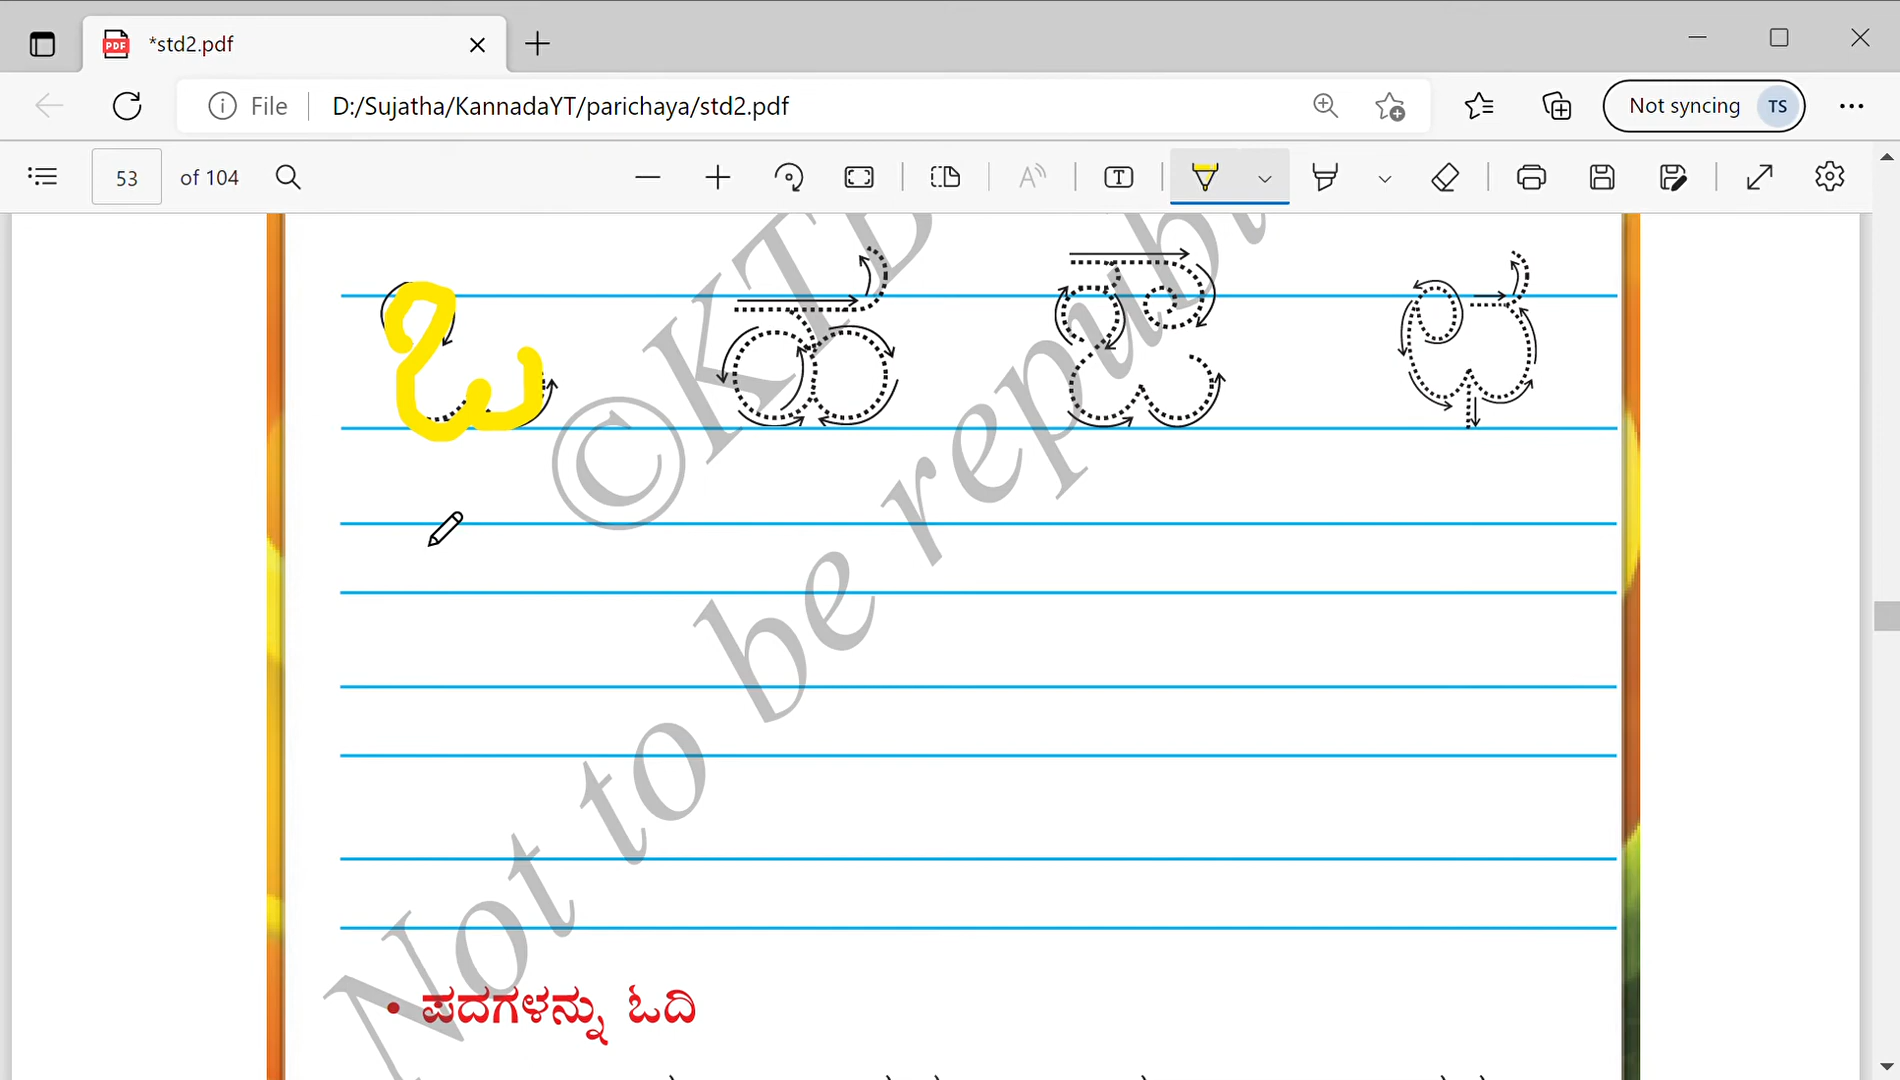 *std2.pdf
File D:/Sujatha/KannadaYT/parichaya/std2.pdf Not syncing TS
53 of 104
ಒ ಯ ಹ ಛ
©KTB
Not to be republi
• ಪದಗಳನ್ನು ಓದಿ